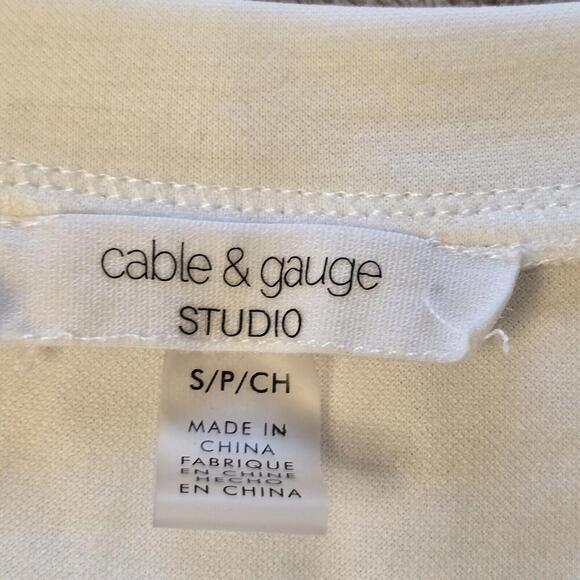 cable & gauge
STUDIO
S/P/CH
MADE IN
CHINA
FABRIQUE
EN CHINE
HECHO
EN CHINA